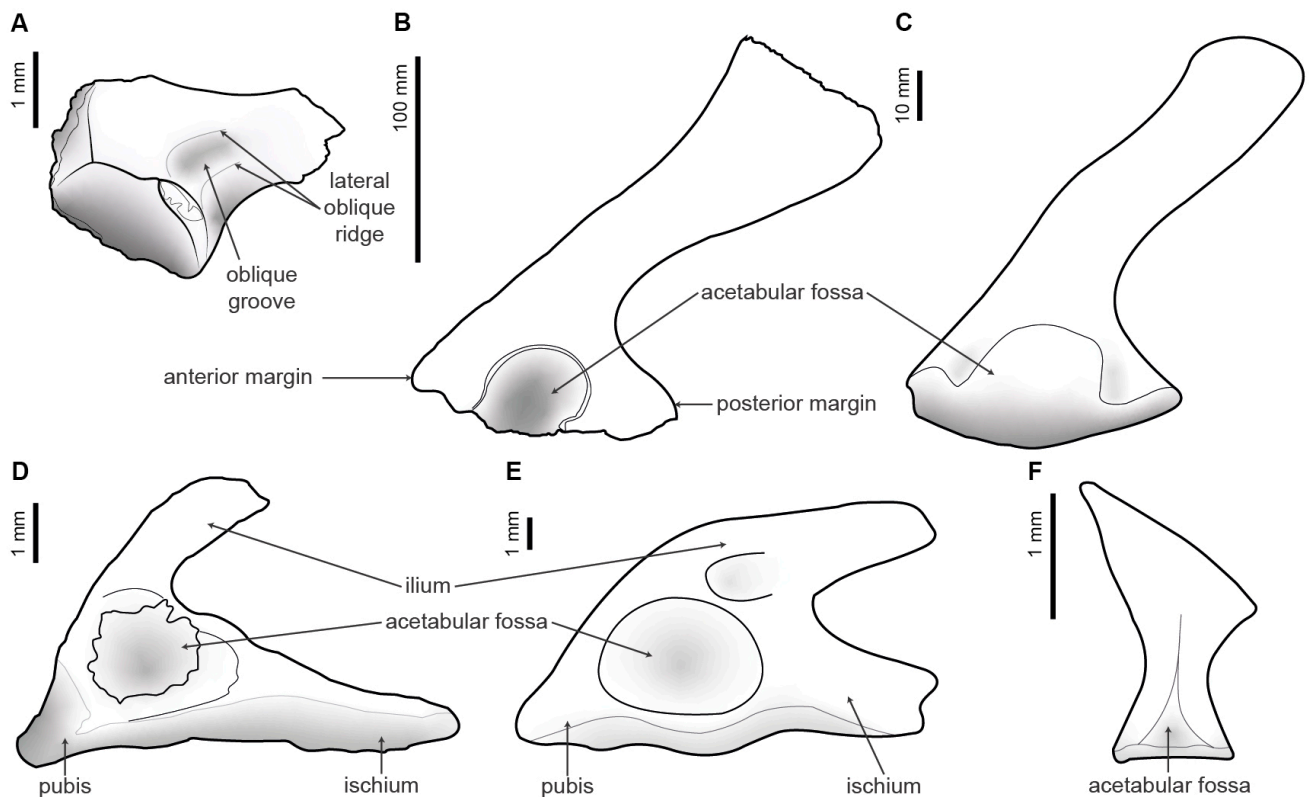 A
1 mm
lateral
oblique
ridge
oblique
groove
B
100 mm
C
10 mm
acetabular fossa
anterior margin
posterior margin
D
1 mm
E
1 mm
ilium
acetabular fossa
pubis
ischium
pubis
ischium
F
1 mm
acetabular fossa